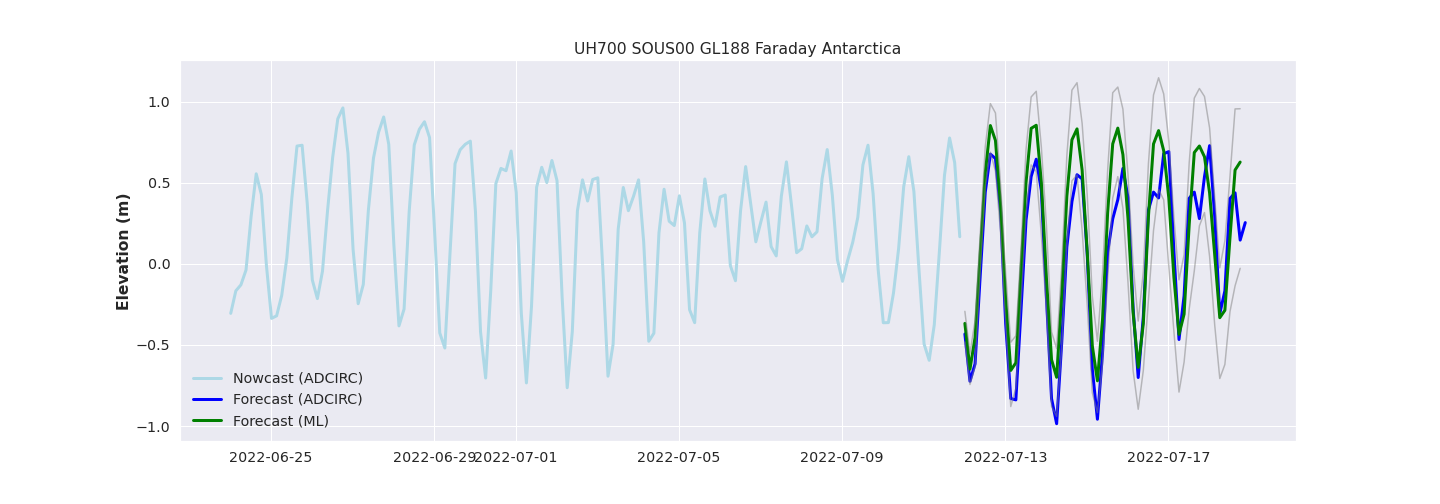 UH700 SOUS00 GL188 Faraday Antarctica
Elevation (m)
1.0
0.5
0.0
−0.5
−1.0
Nowcast (ADCIRC)
Forecast (ADCIRC)
Forecast (ML)
2022-06-25 2022-06-29 2022-07-01 2022-07-05 2022-07-09 2022-07-13 2022-07-17